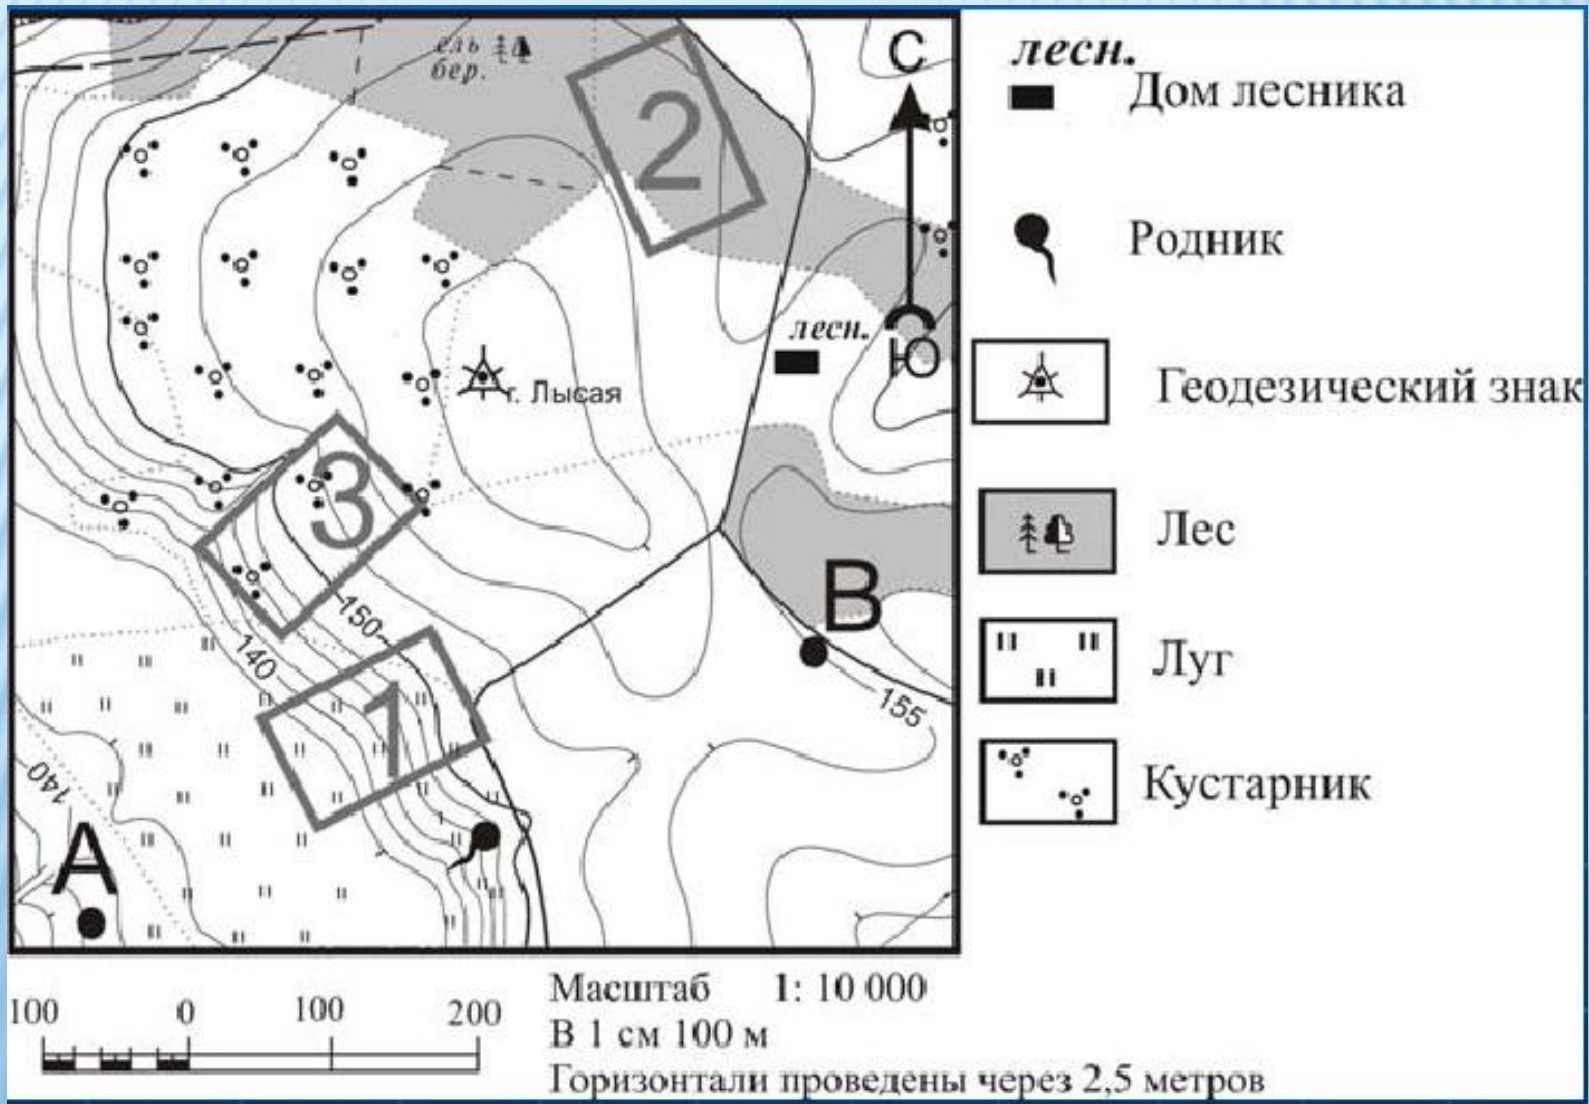 ель
бер.
2
С
лесн.
Ю
г. Лысая
3
150
140
1
В
155
140
А
лесн.
Дом лесника
Родник
Геодезический знак
Лес
Луг
Кустарник
100 0 100 200
Масштаб 1: 10 000
В 1 см 100 м
Горизонтали проведены через 2,5 метров